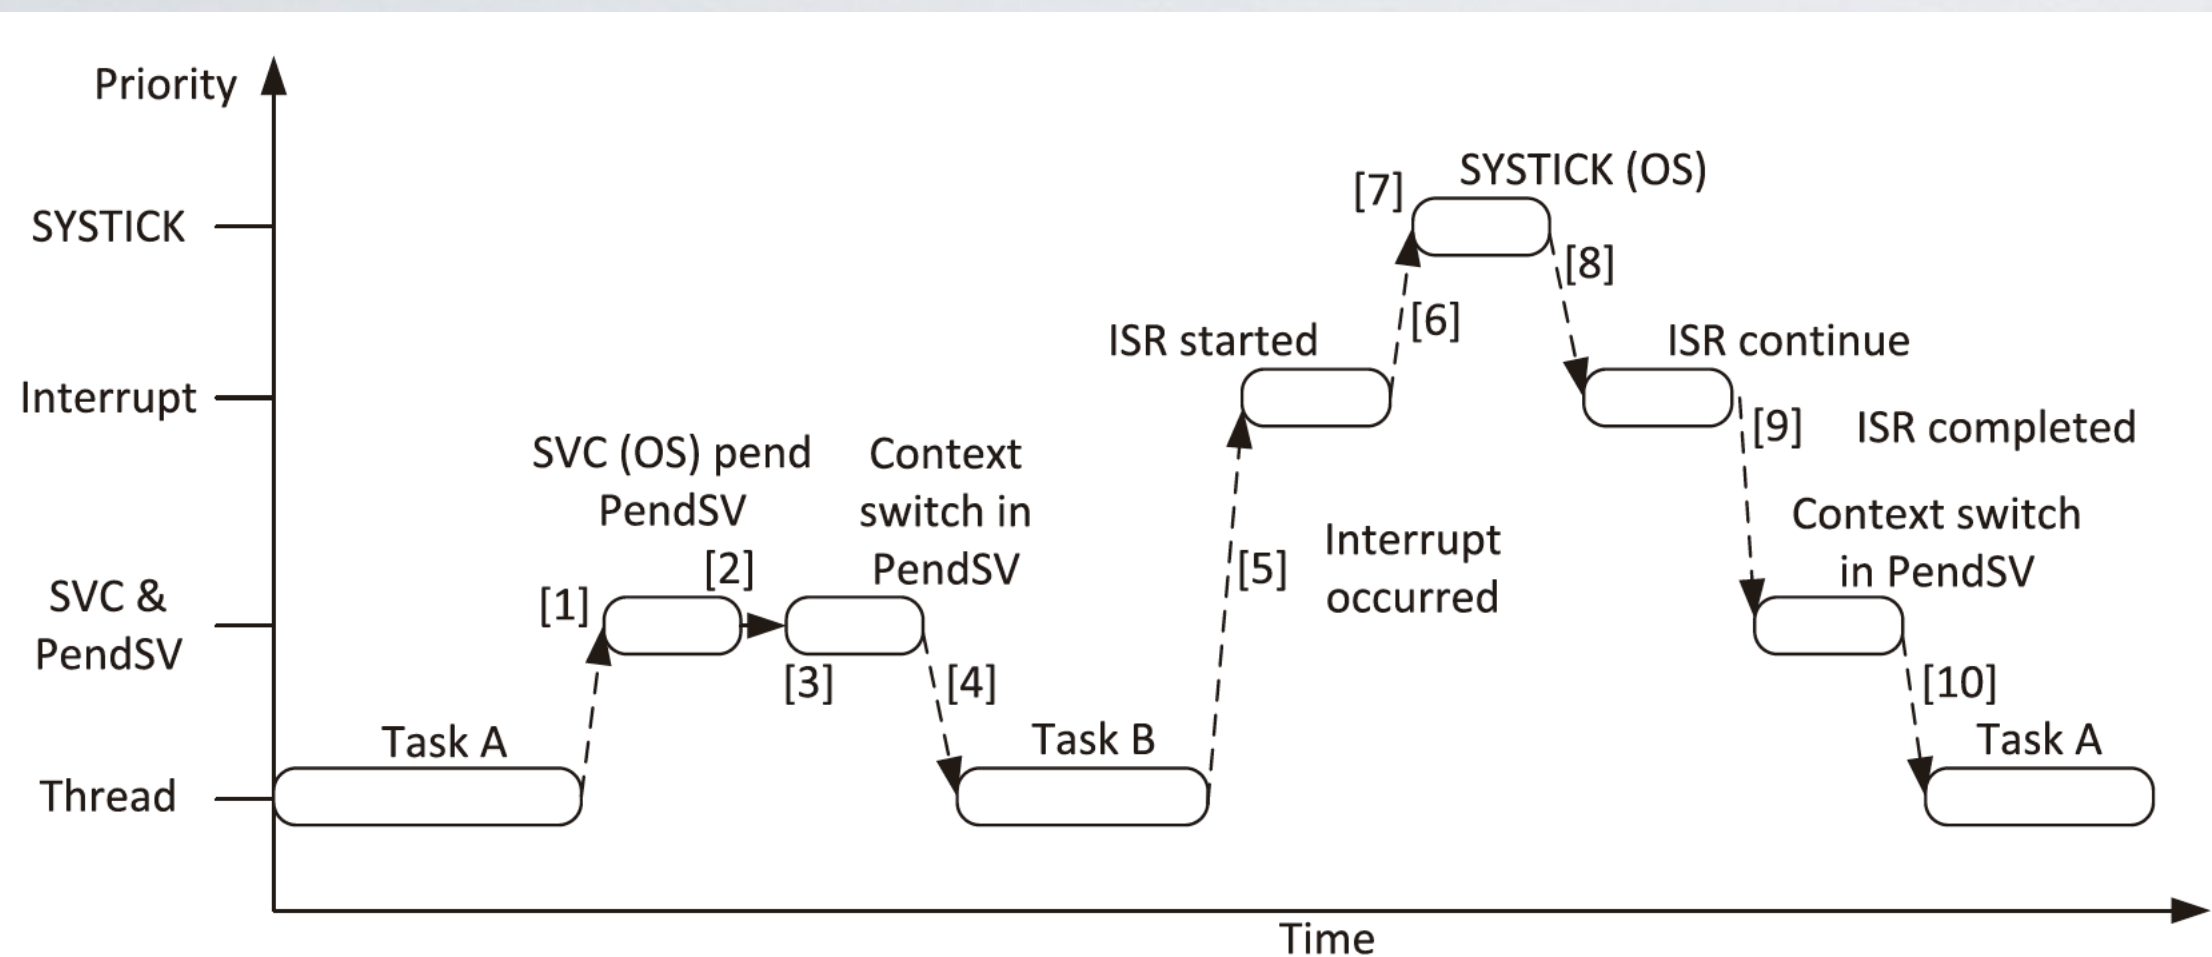 Priority
SYSTICK
Interrupt
SVC &
PendSV
Thread
Task A
[1]
SVC (OS) pend
PendSV
[2]
Context
switch in
PendSV
[3]
[4]
Task B
[5]
Interrupt
occurred
ISR started
[6]
[7]
SYSTICK (OS)
[8]
ISR continue
[9]
ISR completed
Context switch
in PendSV
[10]
Task A
Time